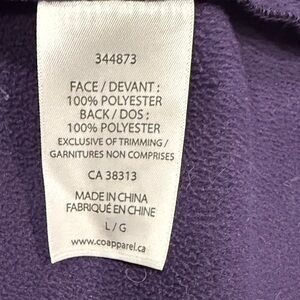 344873
FACE / DEVANT :
100% POLYESTER
BACK / DOS :
100% POLYESTER
EXCLUSIVE OF TRIMMING /
GARNITURES NON COMPRISES
CA 38313
MADE IN CHINA
FABRIQUÉ EN CHINE
L / G
www.coapparel.ca